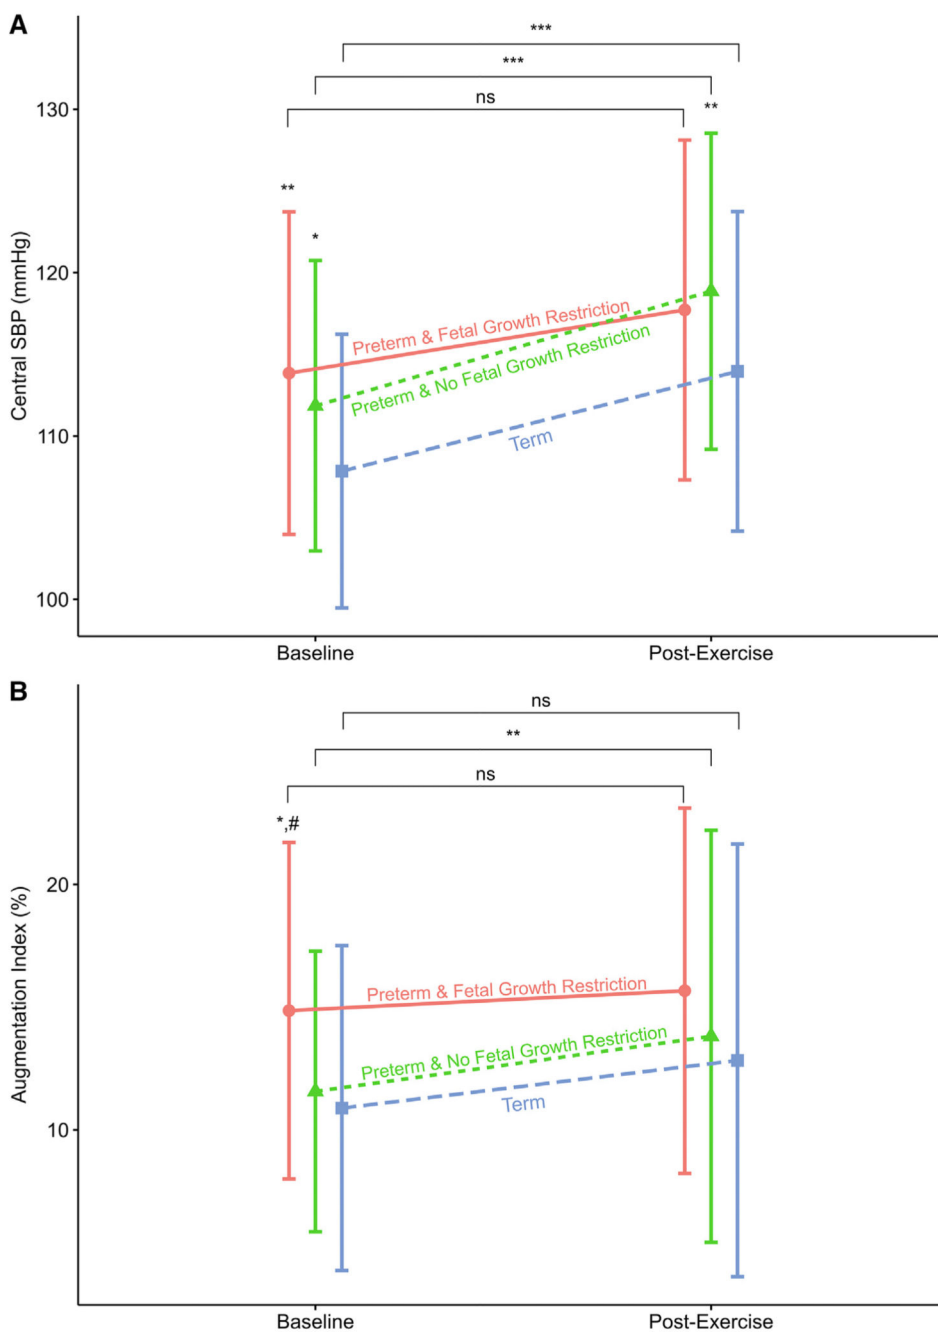 A
***
***
ns
**
130
**
*
120
Central SBP (mmHg)
Preterm & Fetal Growth Restriction
Preterm & No Fetal Growth Restriction
Term
110
100
Baseline
Post-Exercise
B
ns
**
ns
*,#
20
Augmentation Index (%)
Preterm & Fetal Growth Restriction
Preterm & No Fetal Growth Restriction
Term
10
Baseline
Post-Exercise